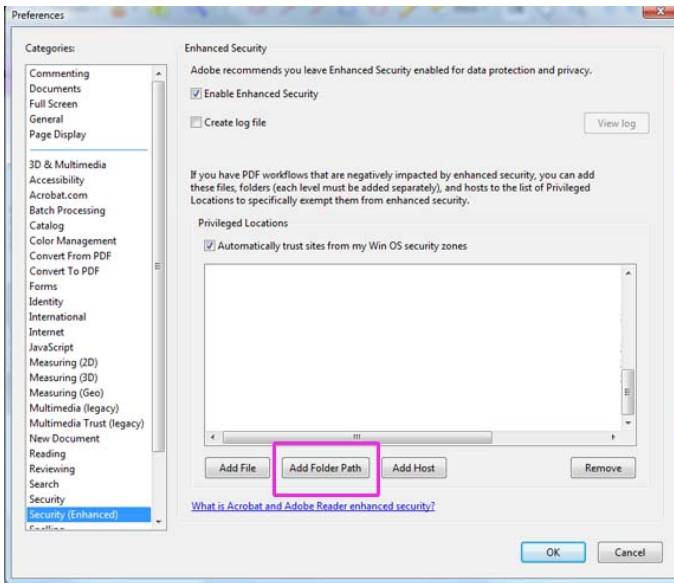 Preferences
Categories:
Commenting
Documents
Full Screen
General
Page Display
3D & Multimedia
Accessibility
Acrobat.com
Batch Processing
Catalog
Color Management
Convert From PDF
Convert To PDF
Forms
Identity
International
Internet
JavaScript
Measuring (2D)
Measuring (3D)
Measuring (Geo)
Multimedia (legacy)
Multimedia Trust (legacy)
New Document
Reading
Reviewing
Search
Security
Security (Enhanced)
Spelling
Enhanced Security
Adobe recommends you leave Enhanced Security enabled for data protection and privacy.
Enable Enhanced Security
Create log file
View log
If you have PDF workflows that are negatively impacted by enhanced security, you can add
these files, folders (each level must be added separately), and hosts to the list of Privileged
Locations to specifically exempt them from enhanced security.
Privileged Locations
Automatically trust sites from my Win OS security zones
Add File
Add Folder Path
Add Host
Remove
What is Acrobat and Adobe Reader enhanced security?
OK
Cancel